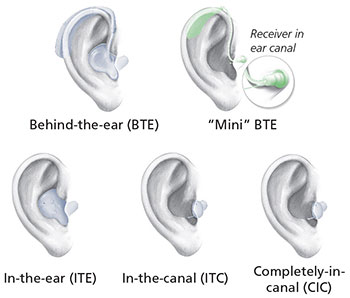 Receiver in
ear canal
Behind-the-ear (BTE)
“Mini” BTE
In-the-ear (ITE)
In-the-canal (ITC)
Completely-in-
canal (CIC)